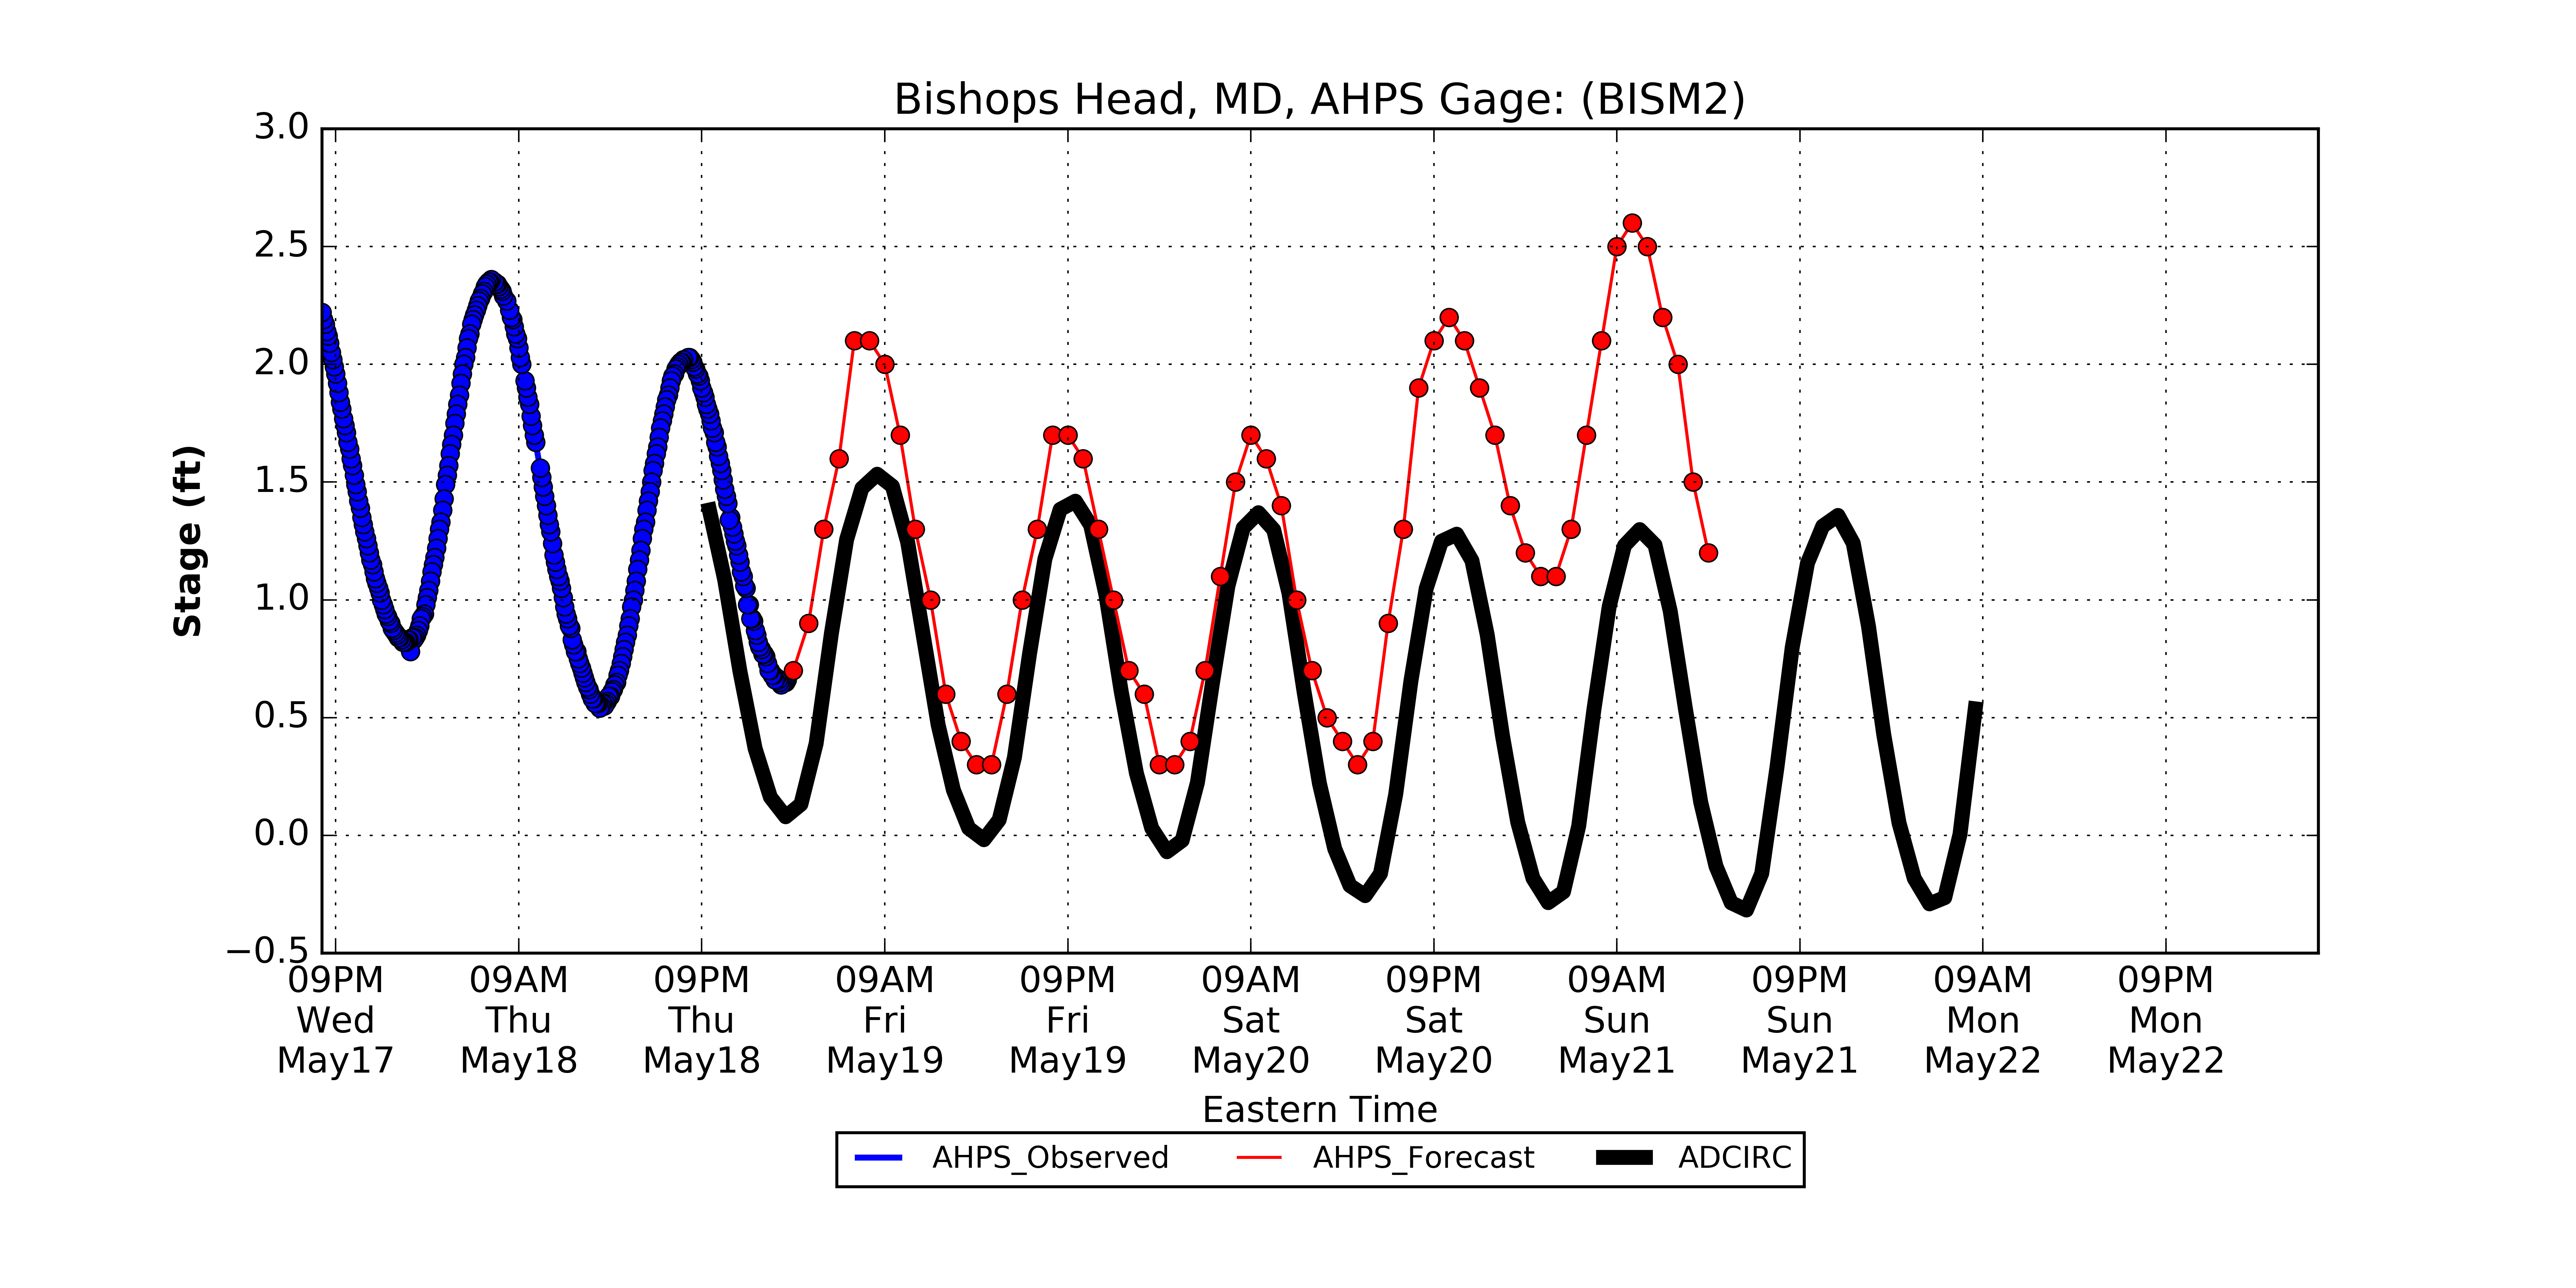 Bishops Head, MD, AHPS Gage: (BISM2)
3.0
2.5
2.0
1.5
1.0
0.5
0.0
−0.5
Stage (ft)
09PM 09AM 09PM 09AM 09PM 09AM 09PM 09AM 09PM 09AM 09PM
Wed Thu Thu Fri Fri Sat Sat Sun Sun Mon Mon
May17 May18 May18 May19 May19 May20 May20 May21 May21 May22 May22
Eastern Time
AHPS_Observed AHPS_Forecast ADCIRC